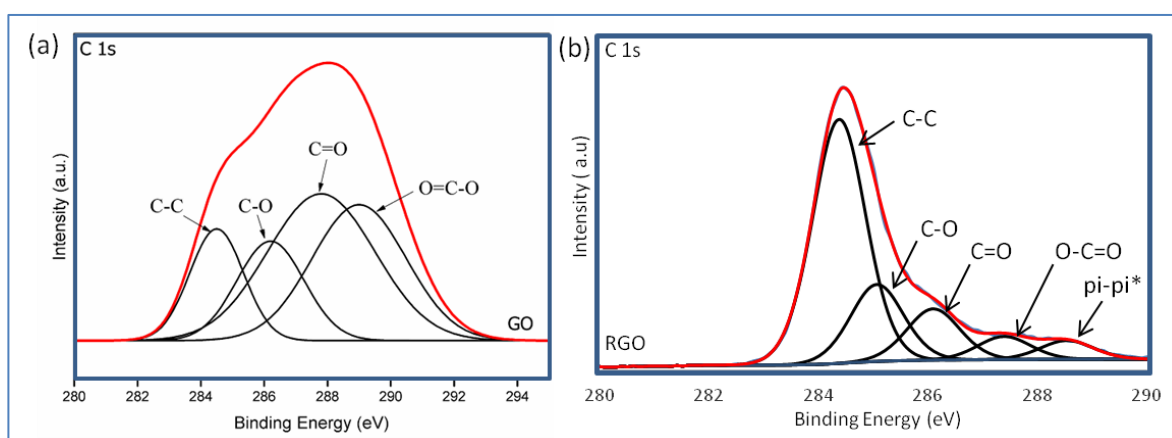 (a)
C 1s
C-C
C-O
C=O
O=C-O
GO
Intensity (a.u.)
280 282 284 286 288 290 292 294
Binding Energy (eV)
(b)
C 1s
C-C
C-O
C=O
O-C=O
pi-pi*
RGO
Intensity ( a.u)
280 282 284 286 288 290
Binding Energy (eV)